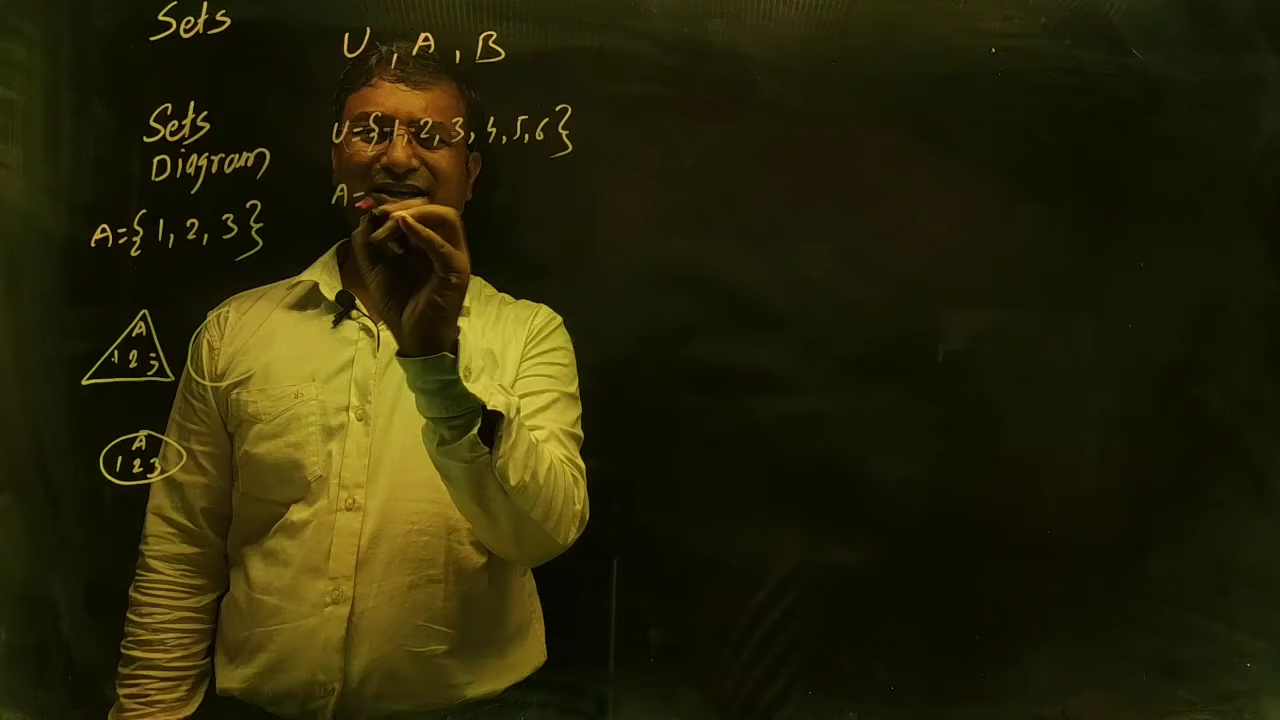 Sets
U, A, B
Sets
Diagram
A={1, 2, 3}
U={1, 2, 3, 4, 5, 6}
A=
A
1 2 3
A
1 2 3